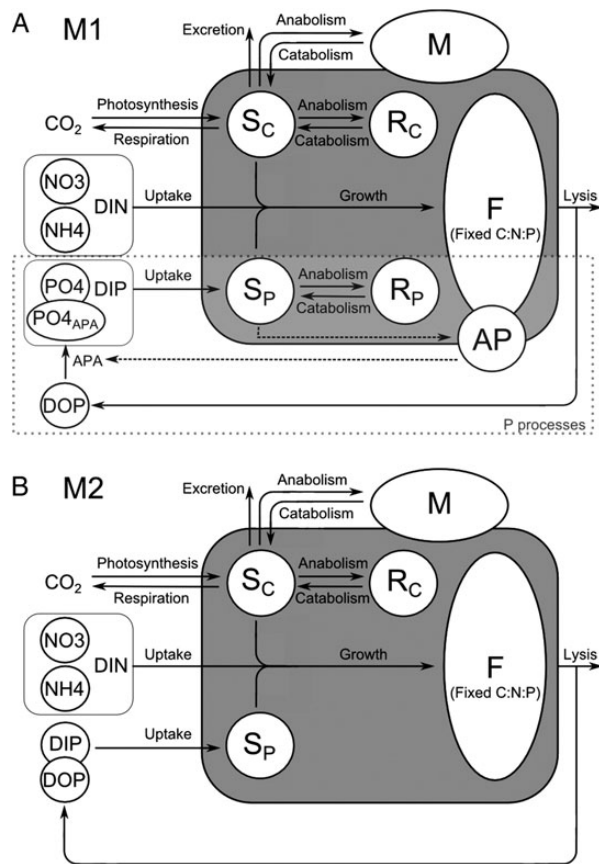 A M1
Excretion
Anabolism
Catabolism
M
CO2
Photosynthesis
Respiration
SC
Anabolism
Catabolism
RC
NO3
NH4
DIN
Uptake
Growth
F
(Fixed C:N:P)
Lysis
PO4
PO4APA
DIP
Uptake
SP
Anabolism
Catabolism
RP
AP
APA
DOP
P processes
B M2
Excretion
Anabolism
Catabolism
M
CO2
Photosynthesis
Respiration
SC
Anabolism
Catabolism
RC
NO3
NH4
DIN
Uptake
Growth
F
(Fixed C:N:P)
Lysis
DIP
DOP
Uptake
SP